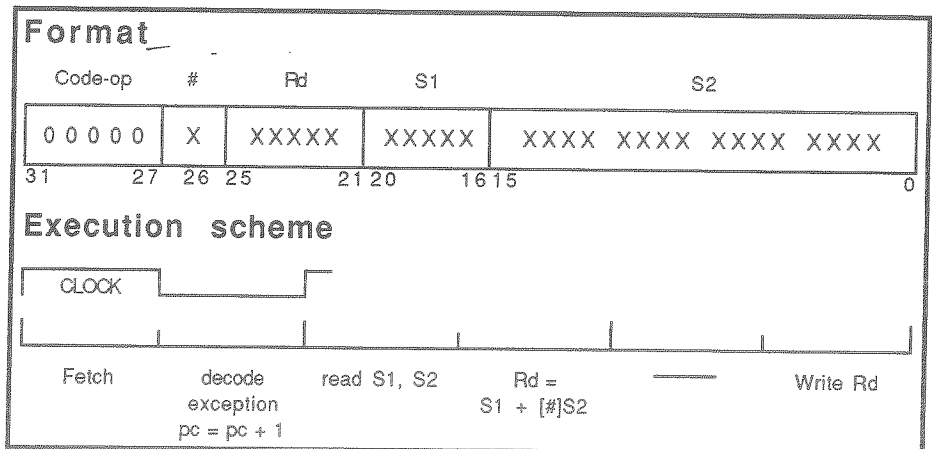 Format
Code-op # Rd S1 S2
0 0 0 0 0 X XXXXX XXXXX XXXX XXXX XXXX XXXX
31 27 26 25 21 20 16 15 0
Execution scheme
CLOCK
Fetch decode read S1, S2 Rd = Write Rd
exception S1 + [#]S2
pc = pc + 1